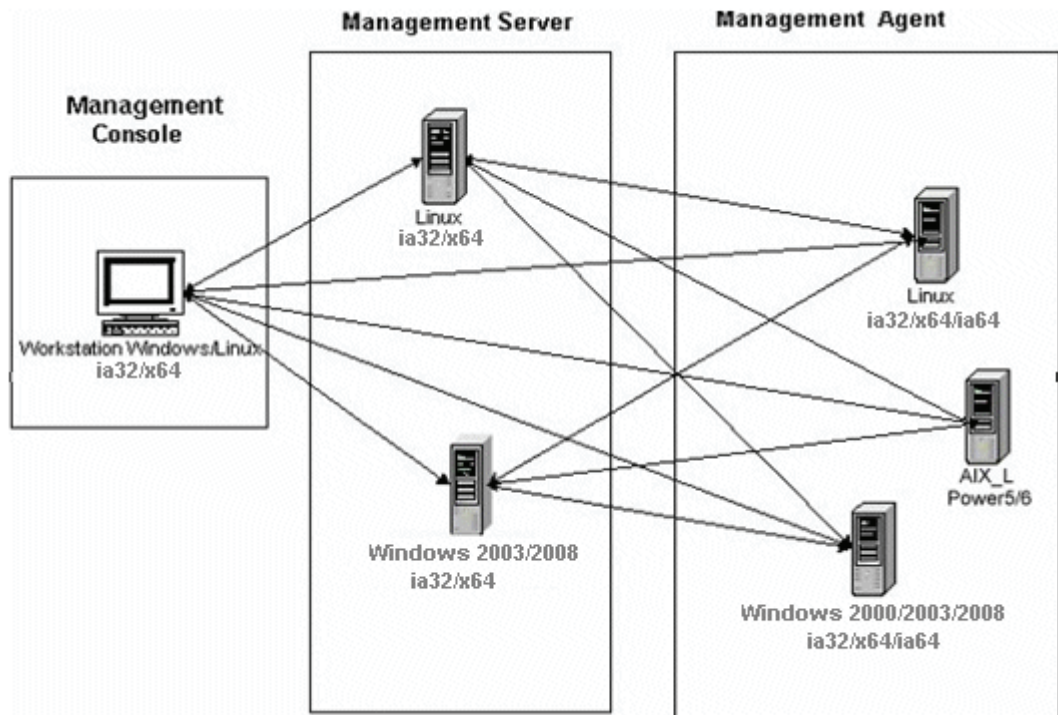 Management Server
Management Agent
Management
Console
Linux
ia32/x64
Linux
ia32/x64/ia64
Workstation Windows/Linux
ia32/x64
AIX_L
Power5/6
Windows 2003/2008
ia32/x64
Windows 2000/2003/2008
ia32/x64/ia64